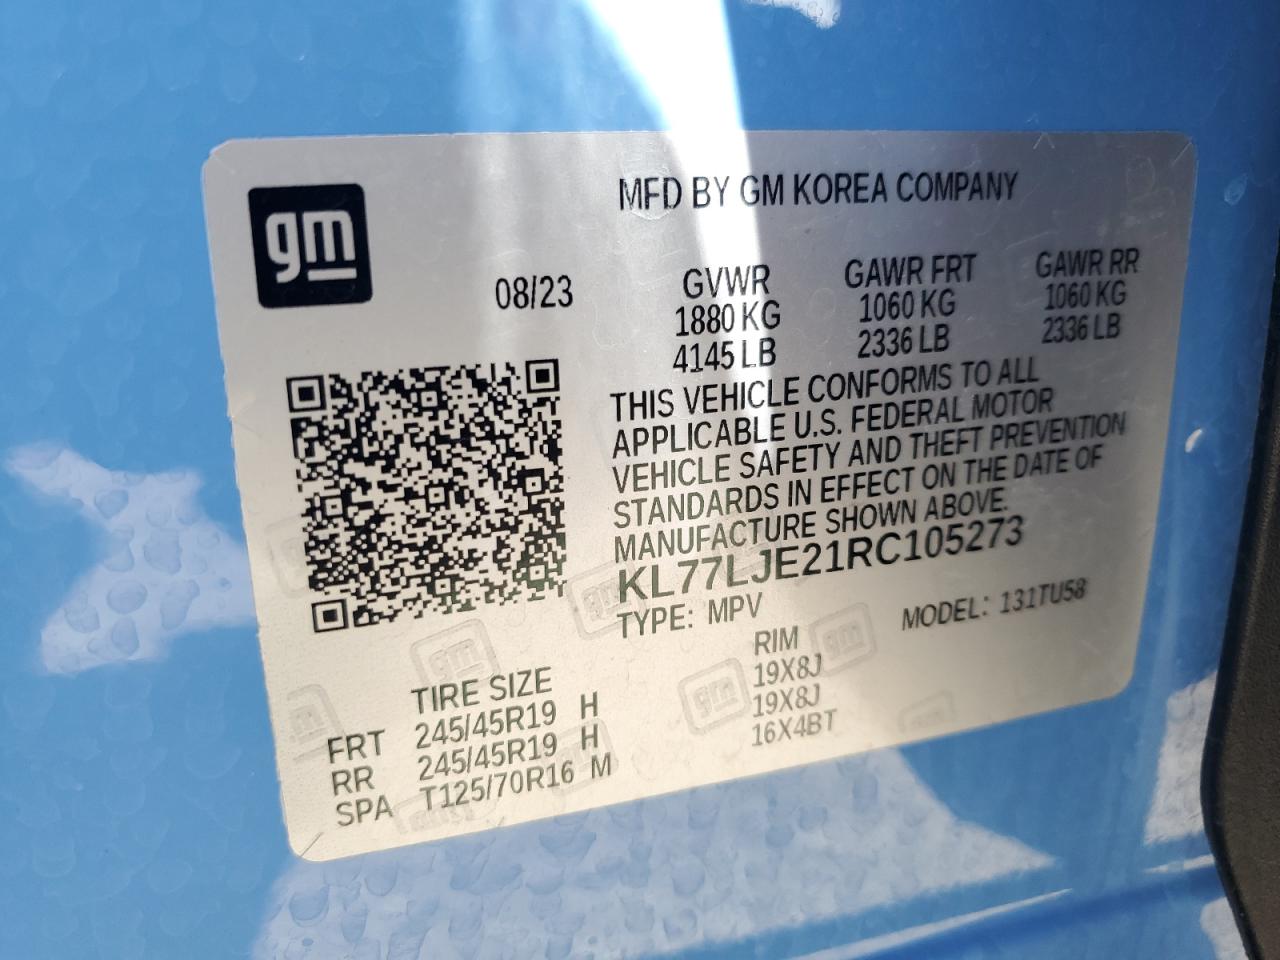 gm
MFD BY GM KOREA COMPANY
08/23
GVWR GAWR FRT GAWR RR
1880 KG 1060 KG 1060 KG
4145 LB 2336 LB 2336 LB
THIS VEHICLE CONFORMS TO ALL
APPLICABLE U.S. FEDERAL MOTOR
VEHICLE SAFETY AND THEFT PREVENTION
STANDARDS IN EFFECT ON THE DATE OF
MANUFACTURE SHOWN ABOVE.
KL77LJE21RC105273
TYPE: MPV MODEL: 131TU58
TIRE SIZE RIM
FRT 245/45R19 H 19X8J
RR 245/45R19 H 19X8J
SPA T125/70R16 M 16X4BT